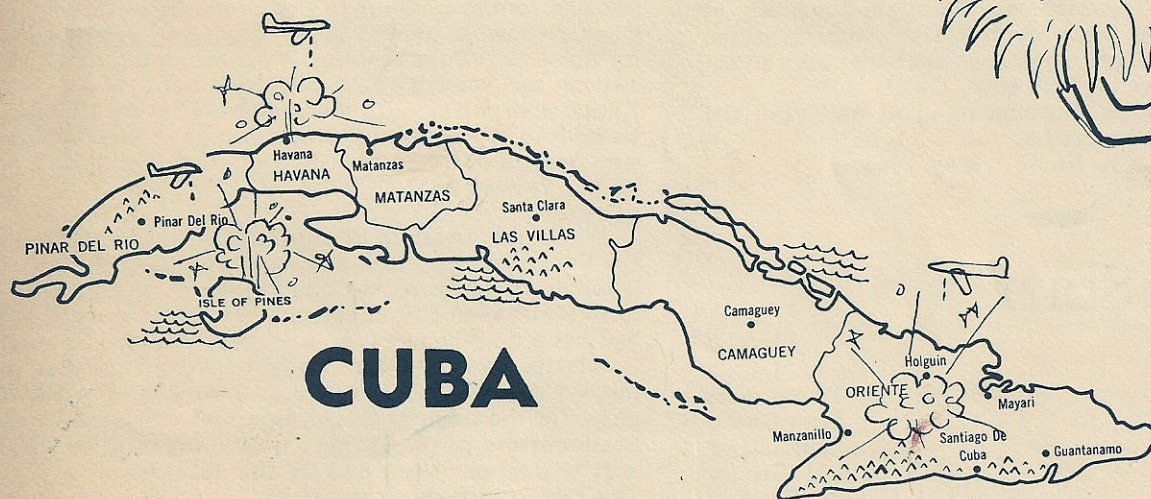 Havana
HAVANA
Matanzas
MATANZAS
Pinar Del Rio
PINAR DEL RIO
Santa Clara
LAS VILLAS
ISLE OF PINES
CUBA
Camaguey
CAMAGUEY
Holguin
ORIENTE
Mayari
Manzanillo
Santiago De
Cuba
Guantanamo